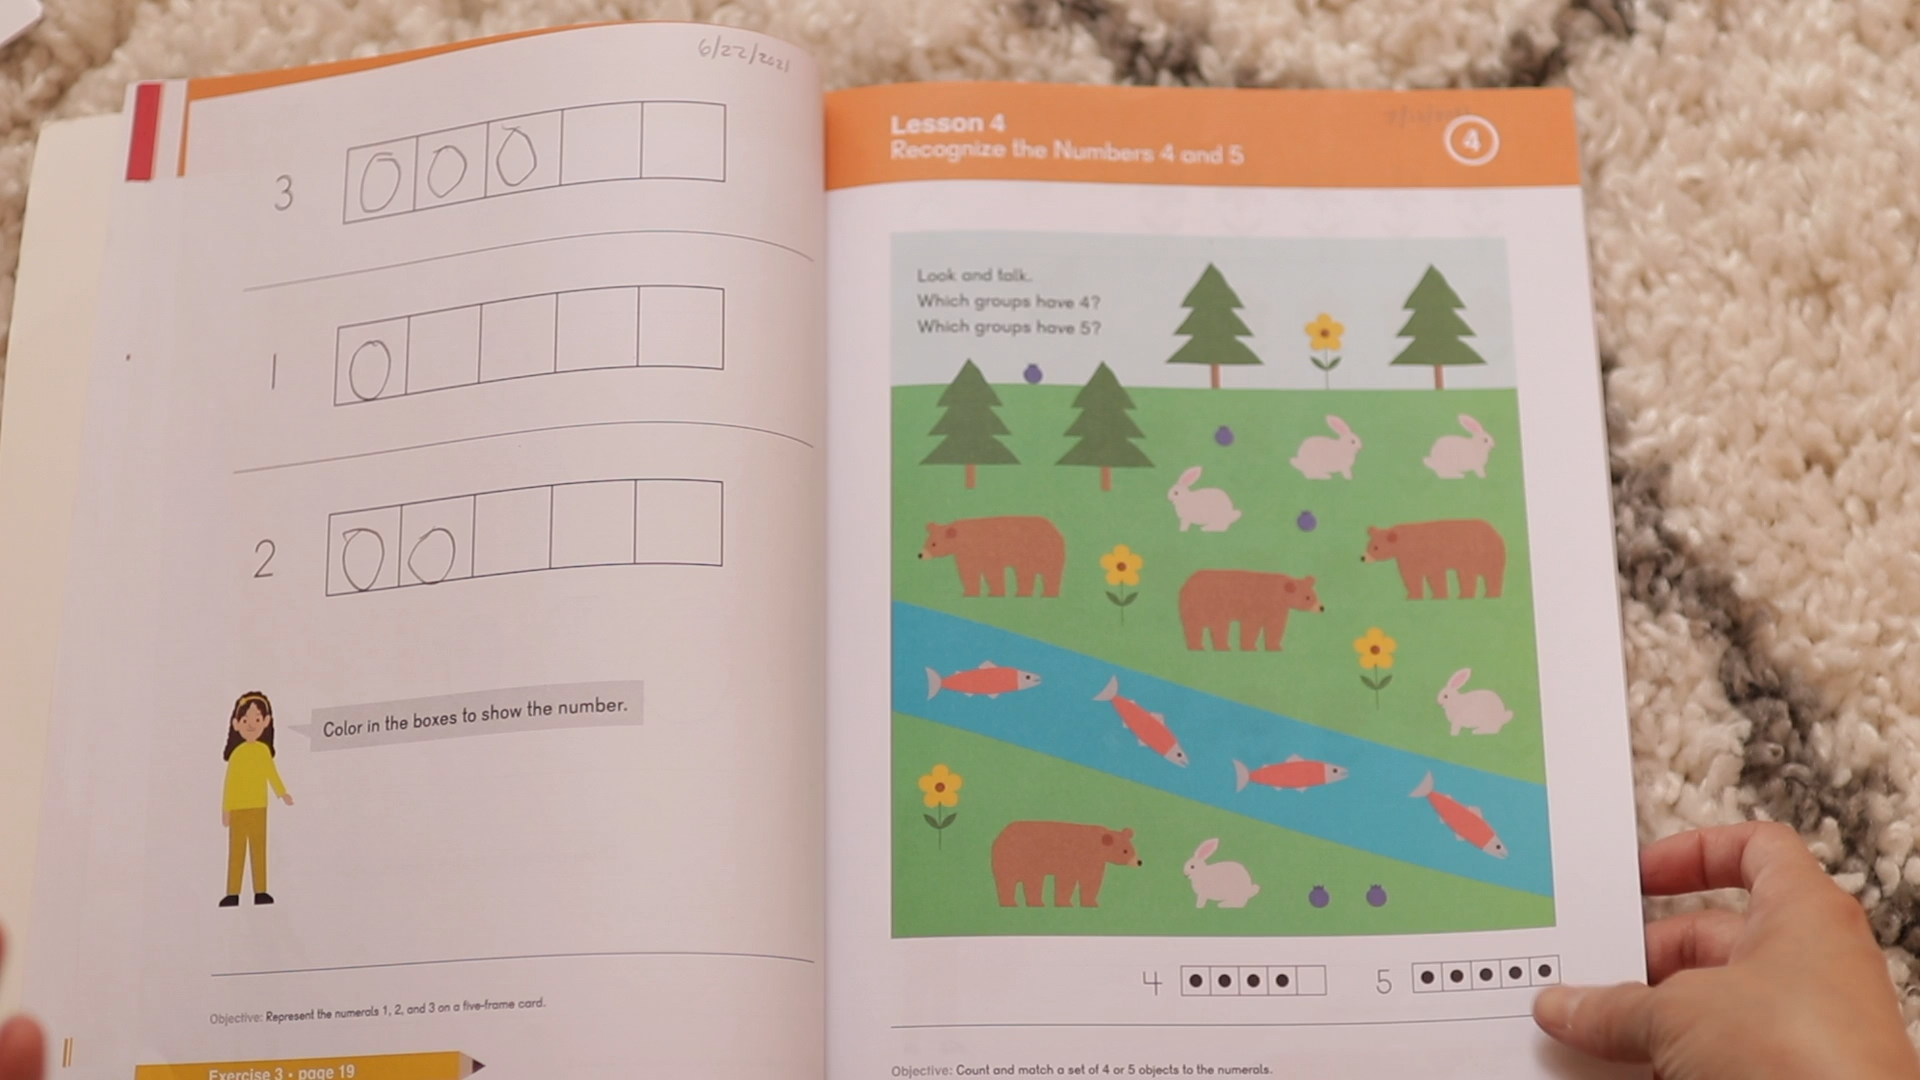 6/22/2021
3
1
2
Color in the boxes to show the number.
Objective: Represent the numerals 1, 2, and 3 on a five-frame card.
Exercise 3 • page 19
Lesson 4
Recognize the Numbers 4 and 5
4
Look and talk.
Which groups have 4?
Which groups have 5?
4
5
Objective: Count and match a set of 4 or 5 objects to the numerals.